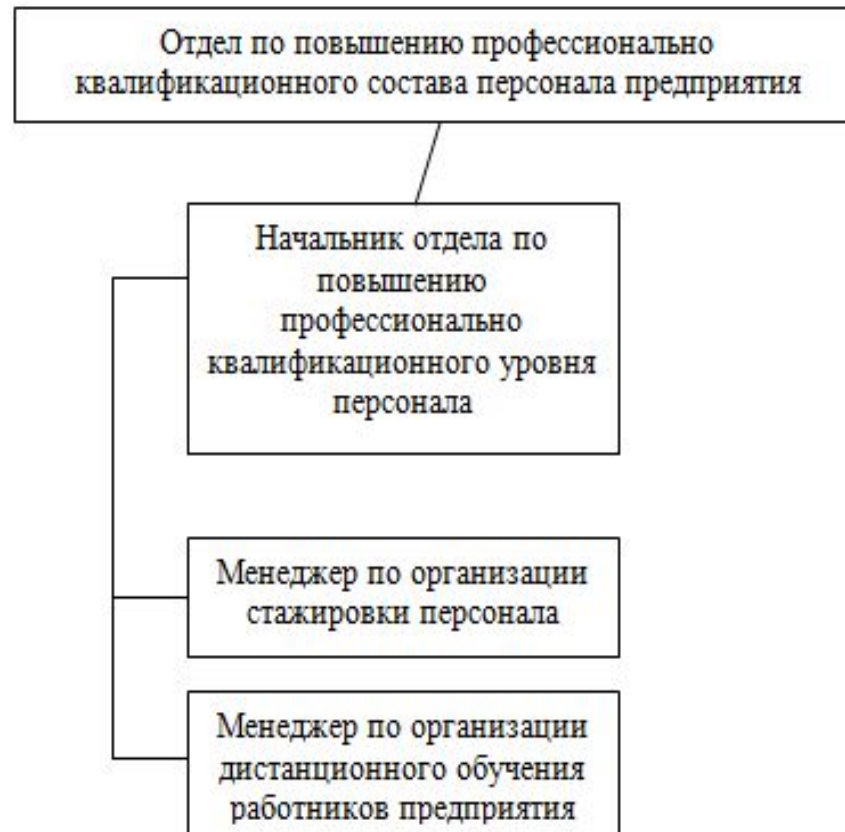 Отдел по повышению профессионально
квалификационного состава персонала предприятия
Начальник отдела по
повышению
профессионально
квалификационного уровня
персонала
Менеджер по организации
стажировки персонала
Менеджер по организации
дистанционного обучения
работников предприятия